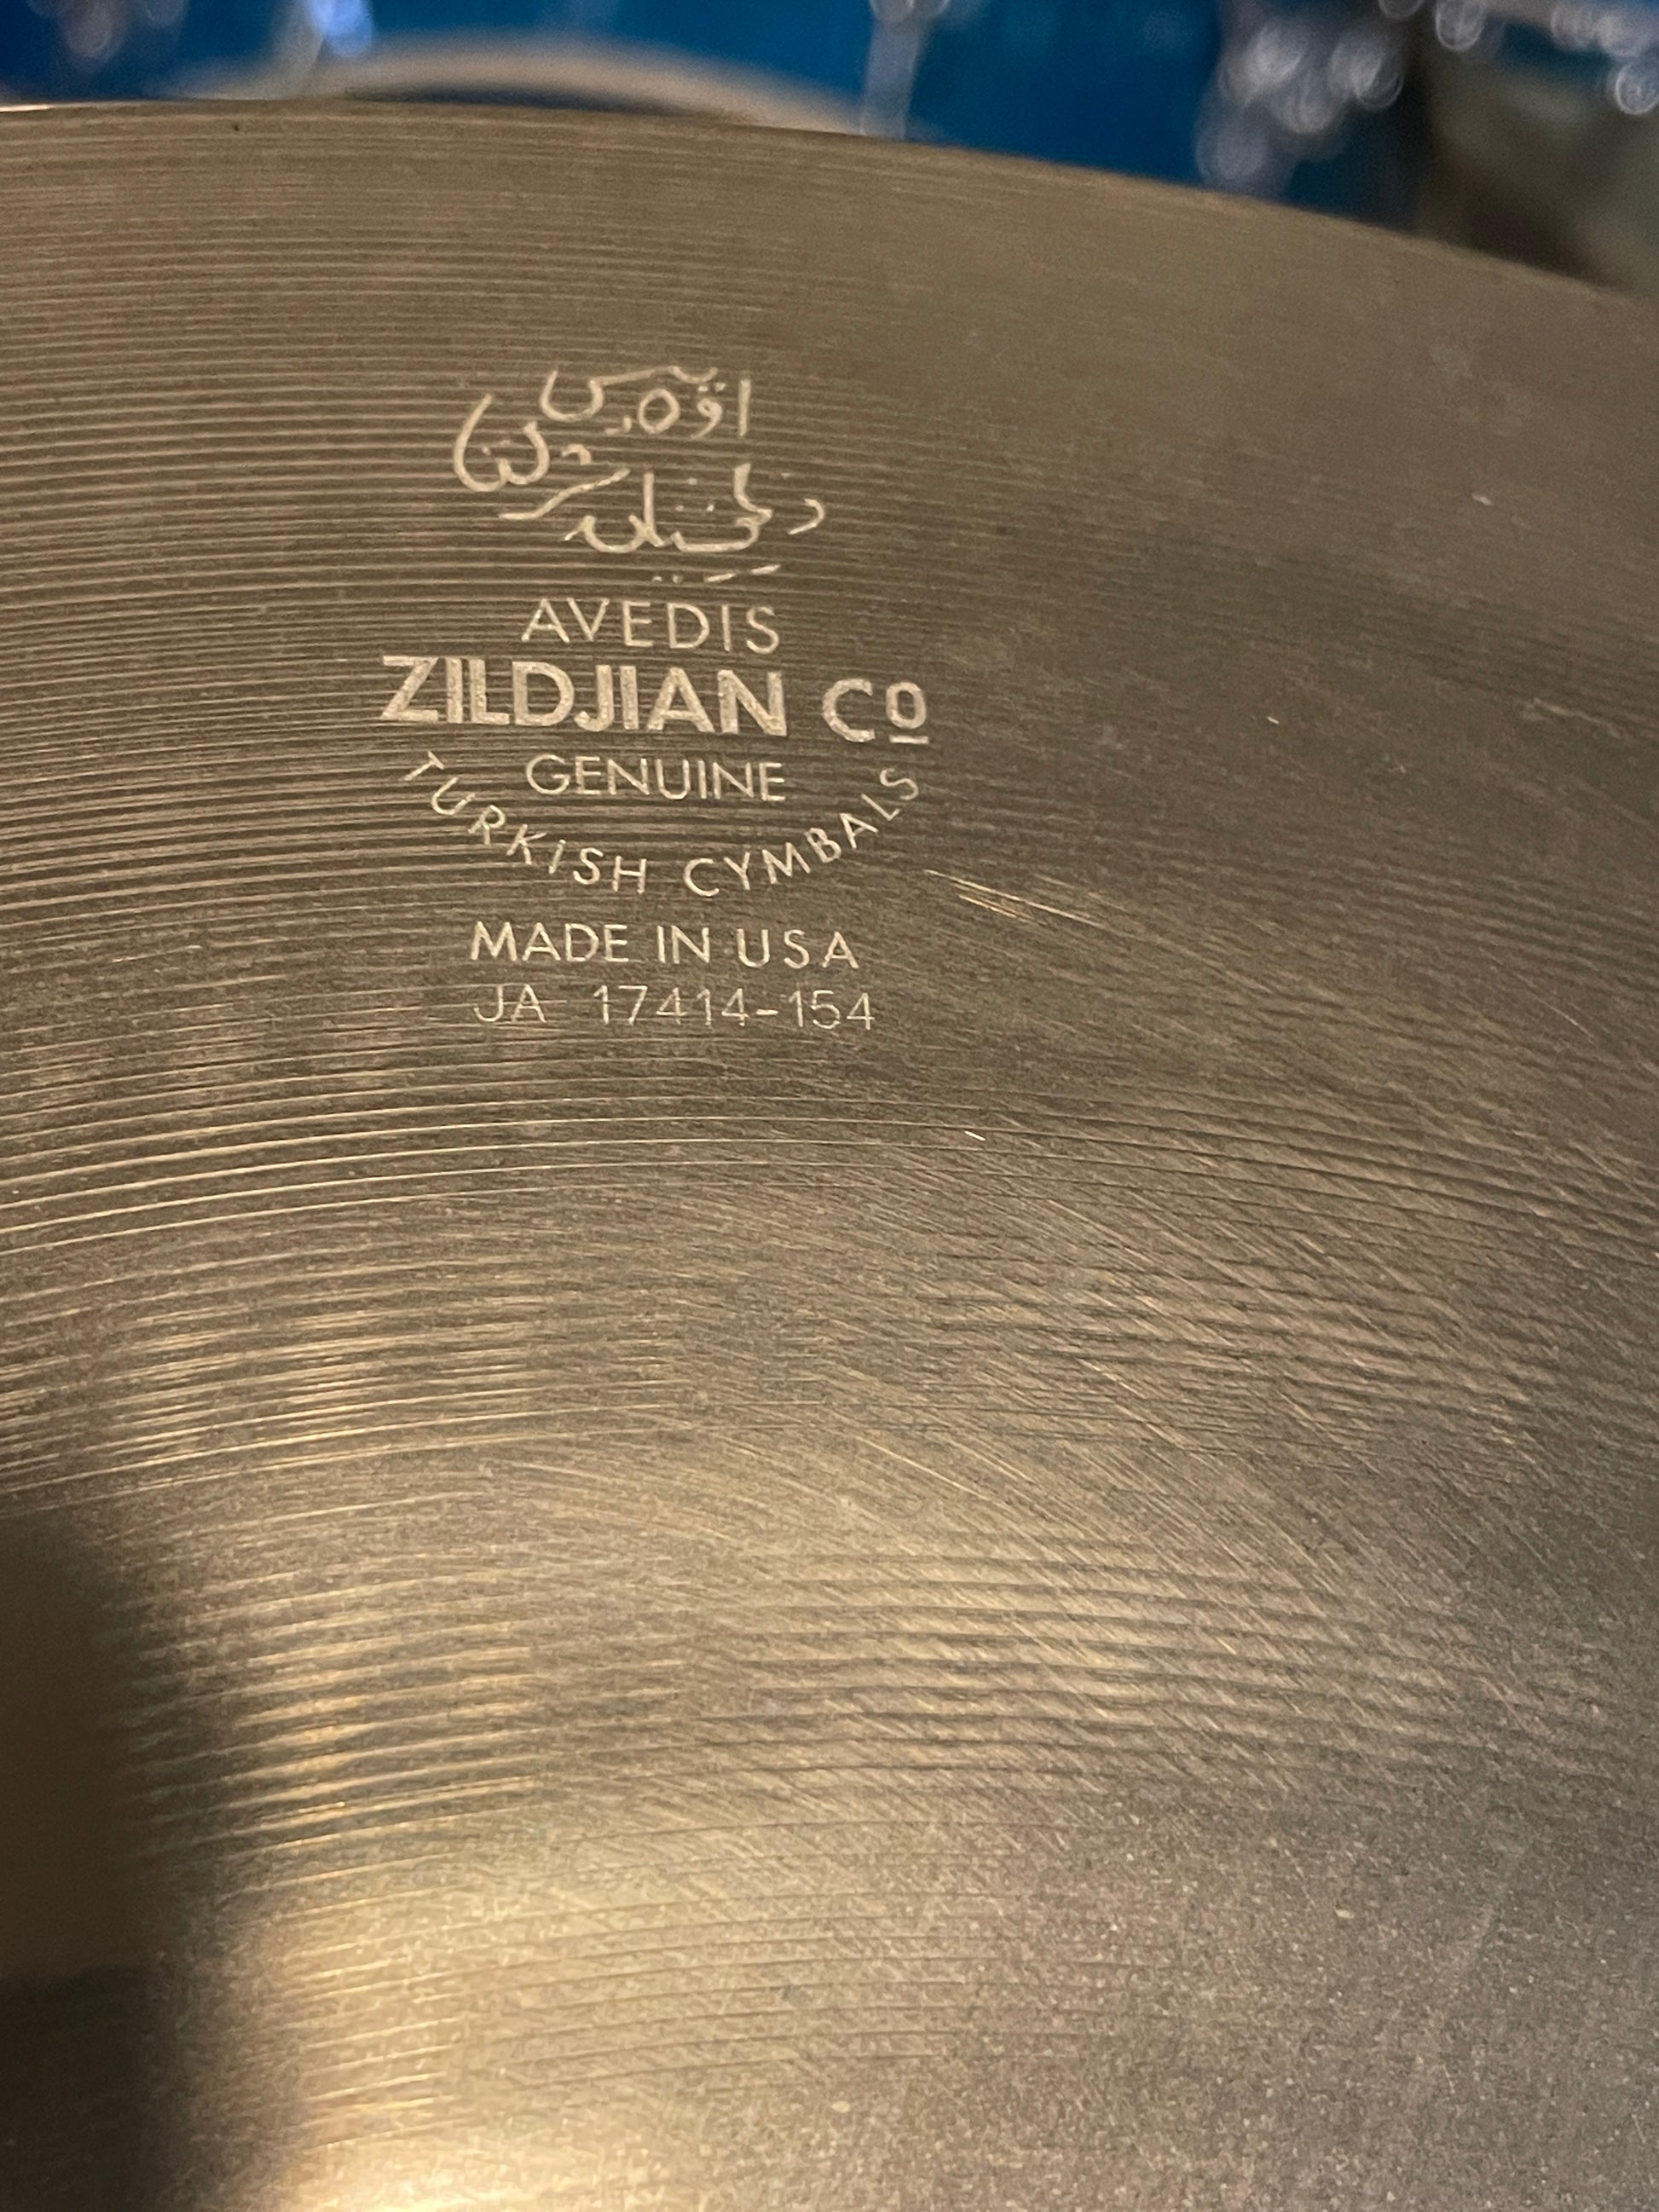 AVEDIS
ZILDJIAN Cº
GENUINE
TURKISH CYMBALS
MADE IN USA
JA 17414-154